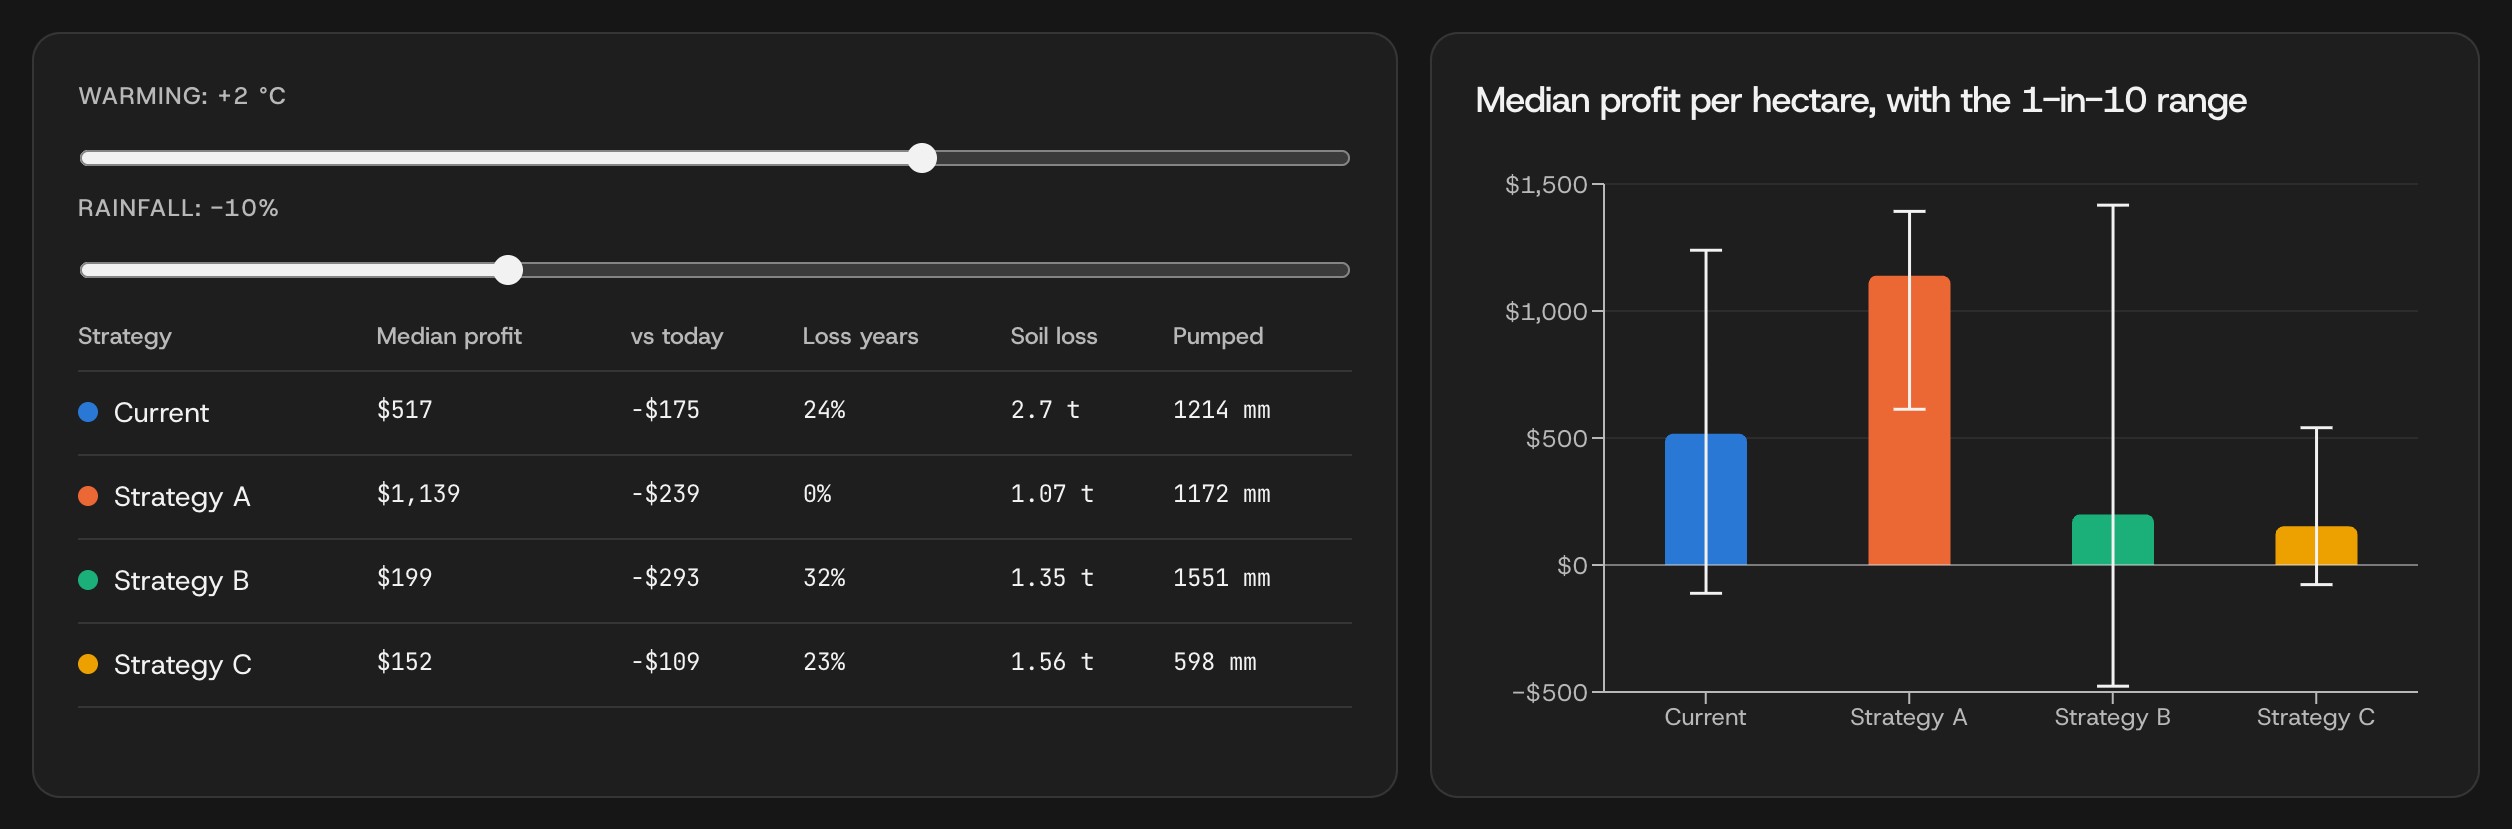 WARMING: +2 °C
RAINFALL: −10%
Strategy Median profit vs today Loss years Soil loss Pumped
Current $517 -$175 24% 2.7 t 1214 mm
Strategy A $1,139 -$239 0% 1.07 t 1172 mm
Strategy B $199 -$293 32% 1.35 t 1551 mm
Strategy C $152 -$109 23% 1.56 t 598 mm
Median profit per hectare, with the 1–in–10 range
$1,500
$1,000
$500
$0
−$500
Current Strategy A Strategy B Strategy C